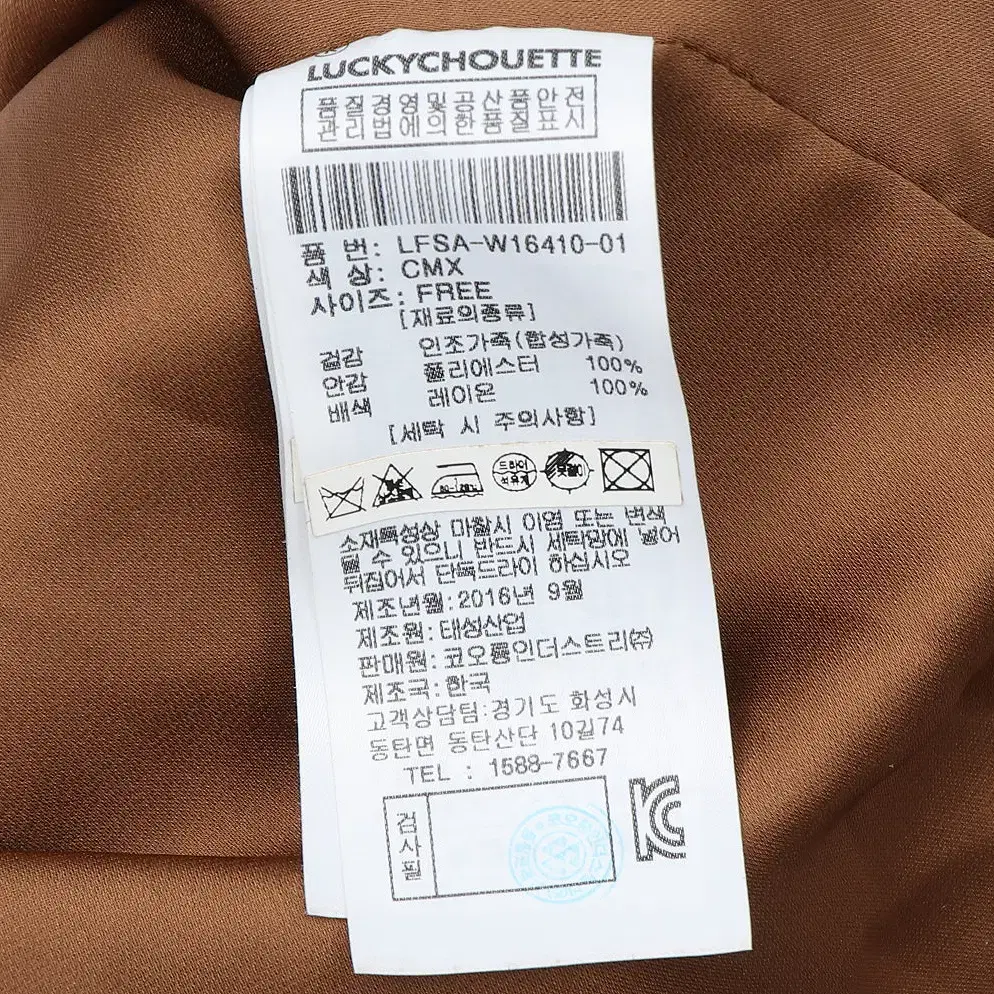 LUCKYCHOUETTE
품질경영및공산품안전
관리법에의한품질표시
품 번: LFSA-W16410-01
색 상: CMX
사이즈: FREE
[재료의종류]
겉감 인조가죽(합성가죽)
안감 폴리에스터 100%
배색 레이온 100%
[세탁 시 주의사항]
드라이
석유계
옷걸이
소재특성상 마찰시 이염 또는 변색
될 수 있으니 반드시 세탁망에 넣어
뒤집어서 단독드라이 하십시오
제조년월:2016년 9월
제조원:태성산업
판매원:코오롱인더스트리㈜
제조국:한국
고객상담팀:경기도 화성시
동탄면 동탄산단 10길74
TEL : 1588-7667
검사필